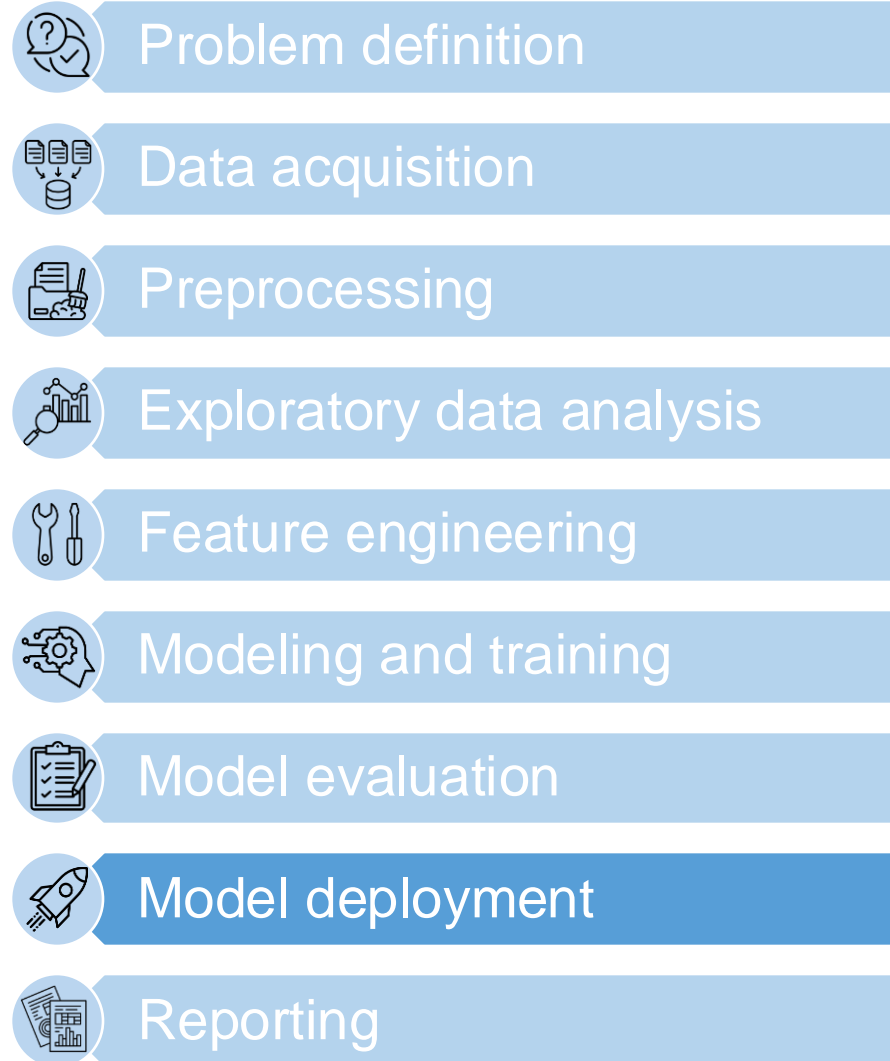 Problem definition
Data acquisition
Preprocessing
Exploratory data analysis
Feature engineering
Modeling and training
Model evaluation
Model deployment
Reporting